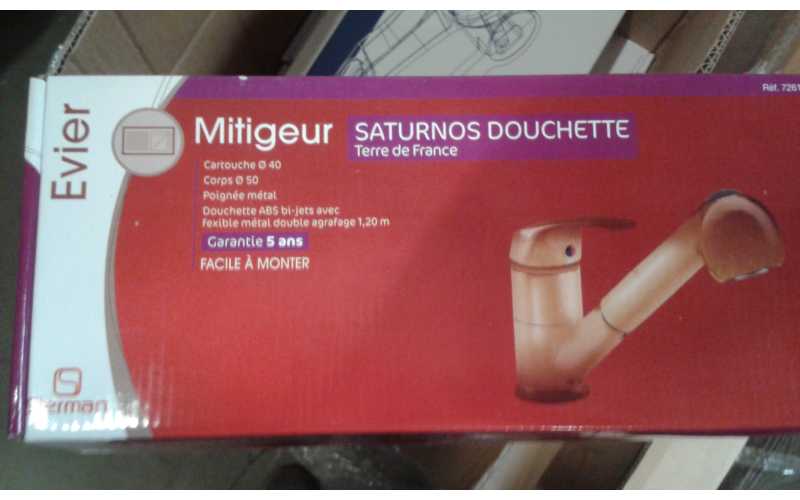 Evier
Mitigeur
SATURNOS DOUCHETTE
Terre de France
Cartouche Ø 40
Corps Ø 50
Poignée métal
Douchette ABS bi-jets avec
fexible métal double agrafage 1,20 m
Garantie 5 ans
FACILE À MONTER
Réf. 7261